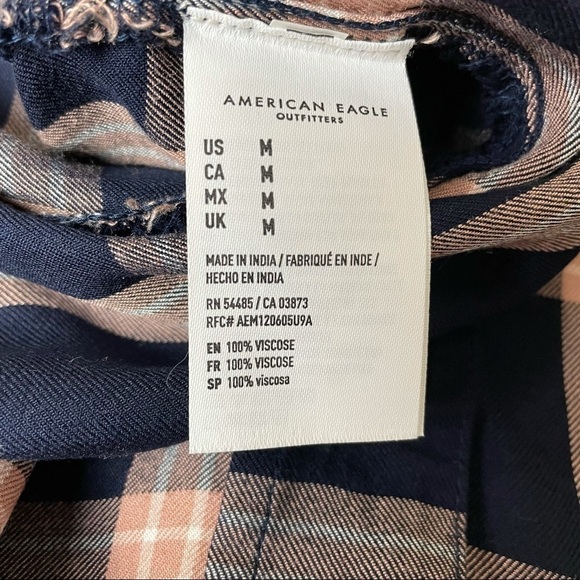 AMERICAN EAGLE
OUTFITTERS
US M
CA M
MX M
UK M
MADE IN INDIA / FABRIQUÉ EN INDE /
HECHO EN INDIA
RN 54485 / CA 03873
RFC# AEM120605U9A
EN 100% VISCOSE
FR 100% VISCOSE
SP 100% viscosa